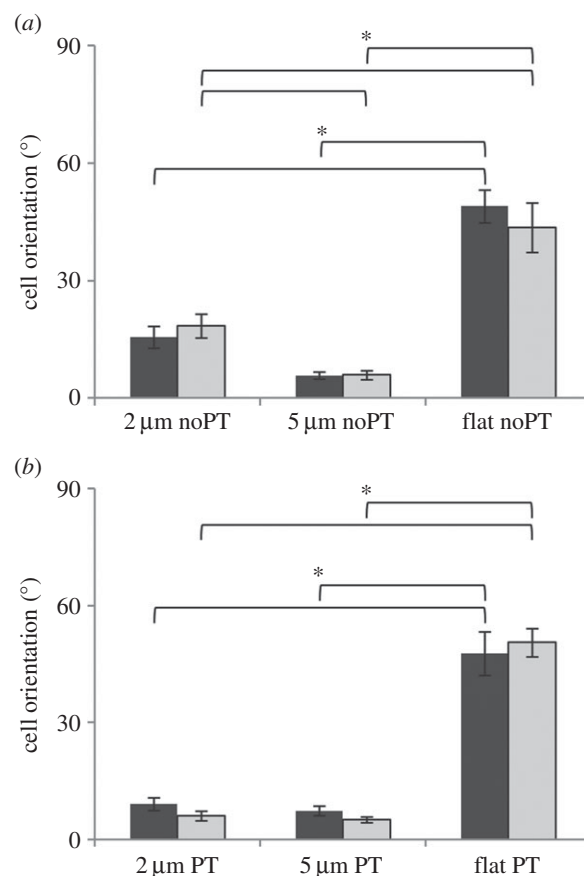 (a)
90
60
30
0
cell orientation (°)
*
*
2 μm noPT 5 μm noPT flat noPT
(b)
90
60
30
0
cell orientation (°)
*
*
2 μm PT 5 μm PT flat PT